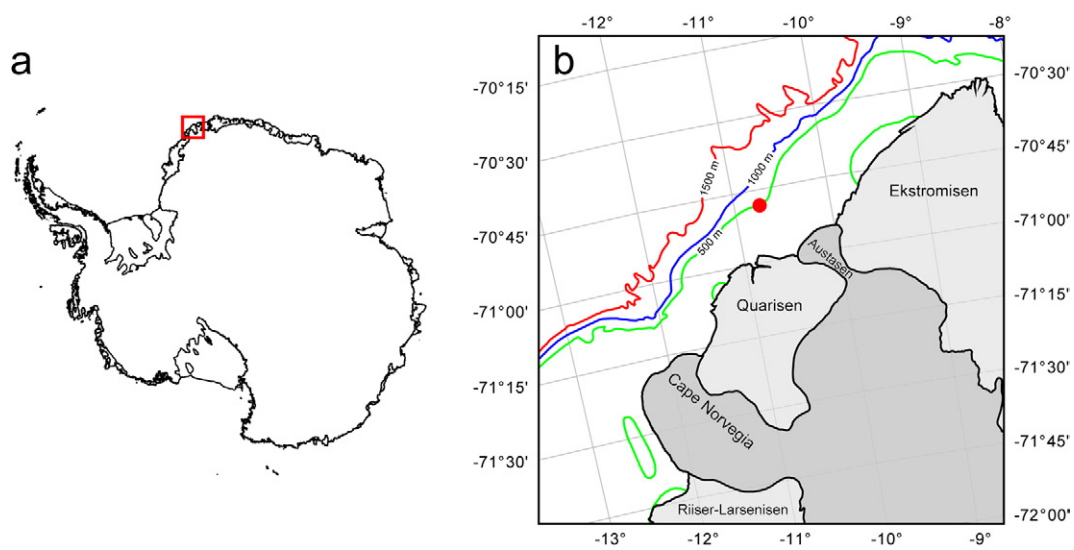 a
b
-12°
-11°
-10°
-9°
-8°
-70°15'
-70°30'
-70°45'
-71°00'
-71°15'
-71°30'
-70°30'
-70°45'
-71°00'
-71°15'
-71°30'
-71°45'
-72°00'
1500 m
1000 m
500 m
Ekstromisen
Austasen
Quarisen
Cape Norvegia
Riiser-Larsenisen
-13°
-12°
-11°
-10°
-9°